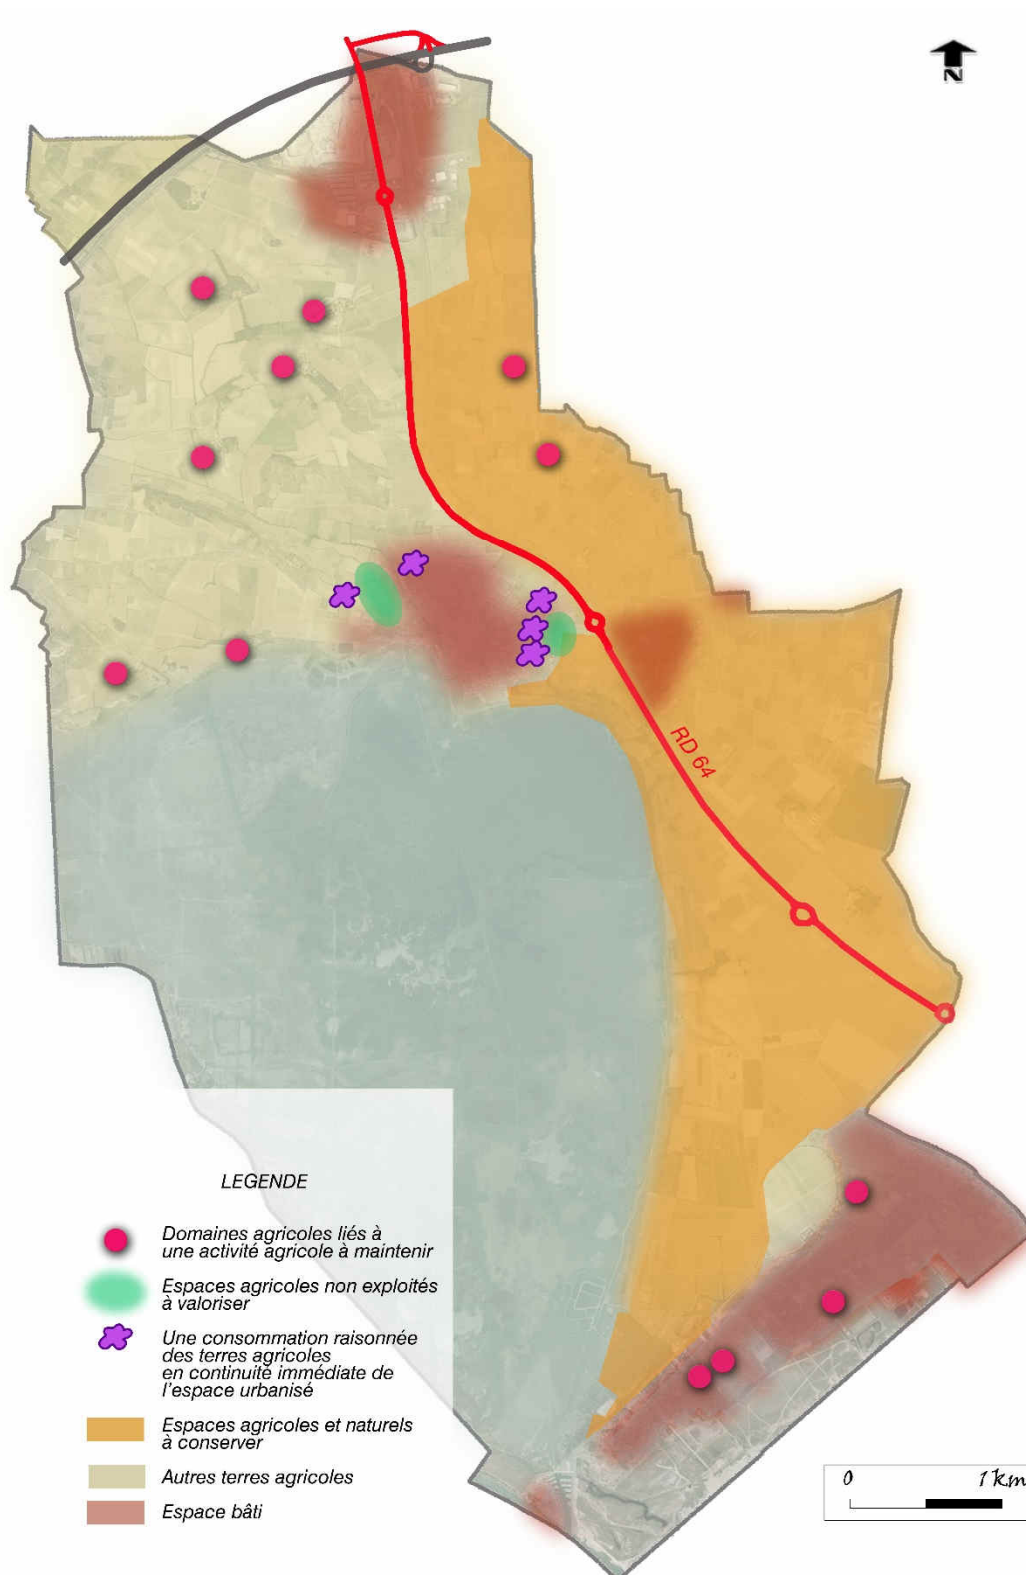 N
RD 64
LEGENDE
Domaines agricoles liés à
une activité agricole à maintenir
Espaces agricoles non exploités
à valoriser
Une consommation raisonnée
des terres agricoles
en continuité immédiate de
l'espace urbanisé
Espaces agricoles et naturels
à conserver
Autres terres agricoles
Espace bâti
0 1 km